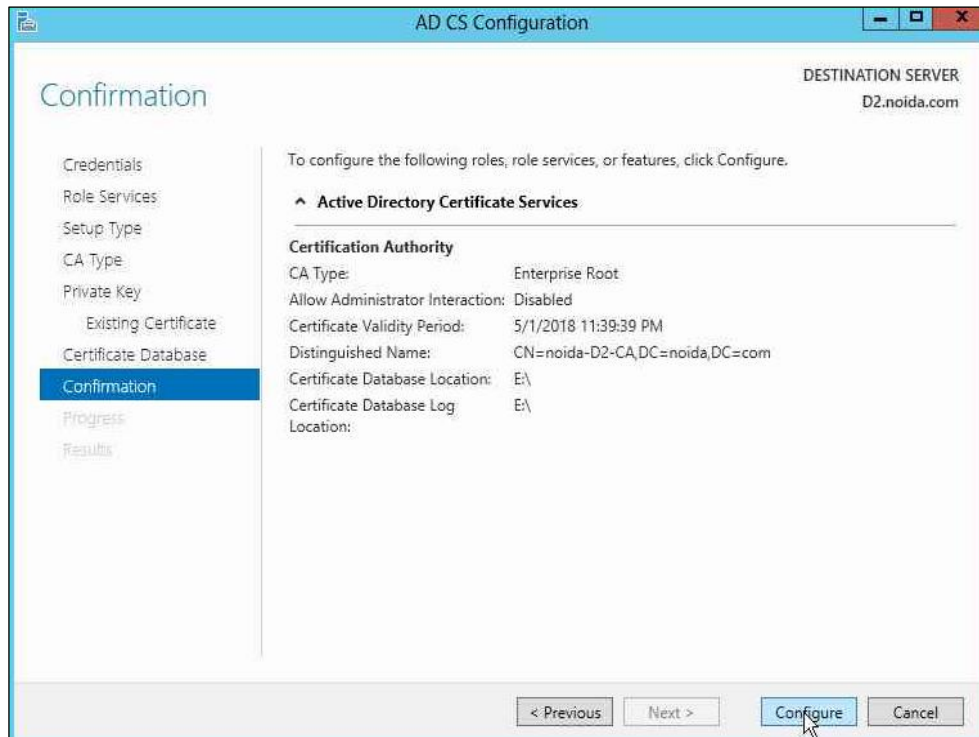 AD CS Configuration
DESTINATION SERVER
D2.noida.com
Confirmation
Credentials
Role Services
Setup Type
CA Type
Private Key
Existing Certificate
Certificate Database
Confirmation
Progress
Results
To configure the following roles, role services, or features, click Configure.
Active Directory Certificate Services
Certification Authority
CA Type: Enterprise Root
Allow Administrator Interaction: Disabled
Certificate Validity Period: 5/1/2018 11:39:39 PM
Distinguished Name: CN=noida-D2-CA,DC=noida,DC=com
Certificate Database Location: E:\
Certificate Database Log E:\
Location:
< Previous Next > Configure Cancel